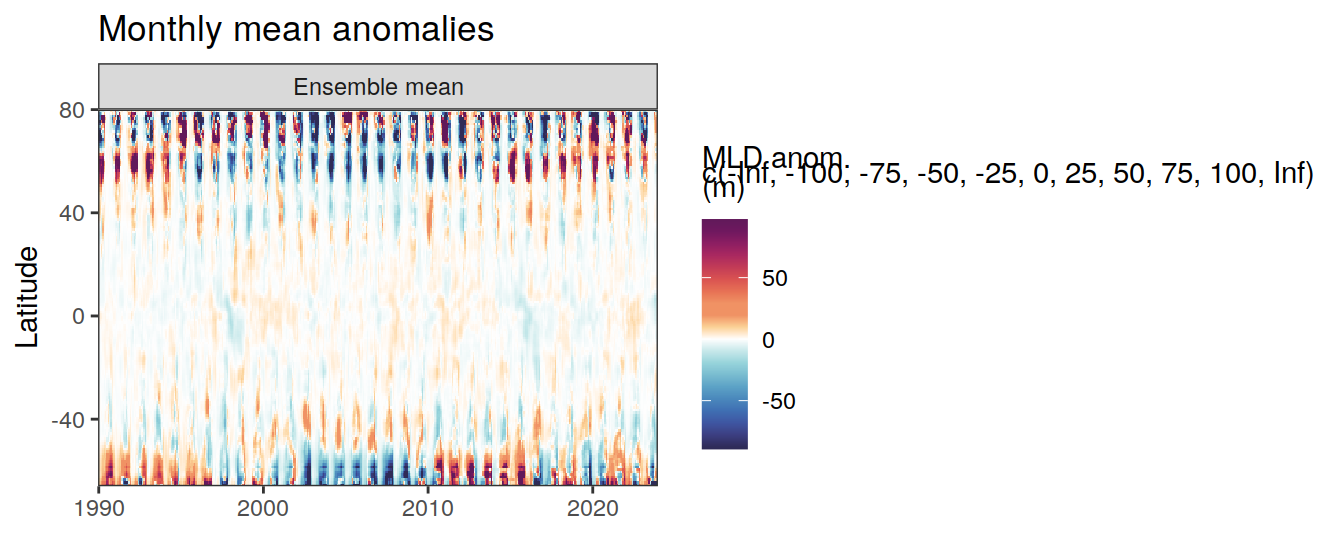 Monthly mean anomalies
Ensemble mean
80
40
0
-40
Latitude
1990
2000
2010
2020
MLD anom.
c(-Inf, -100, -75, -50, -25, 0, 25, 50, 75, 100, Inf)
(m)
50
0
-50